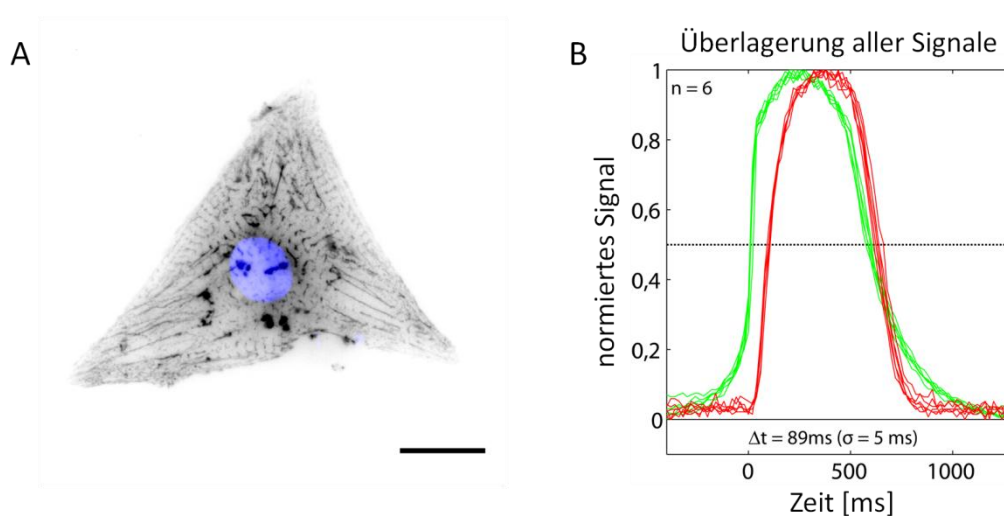 A
B
Überlagerung aller Signale
n = 6
1
0,8
0,6
0,4
0,2
0
normiertes Signal
Δt = 89ms (σ = 5 ms)
0 500 1000
Zeit [ms]